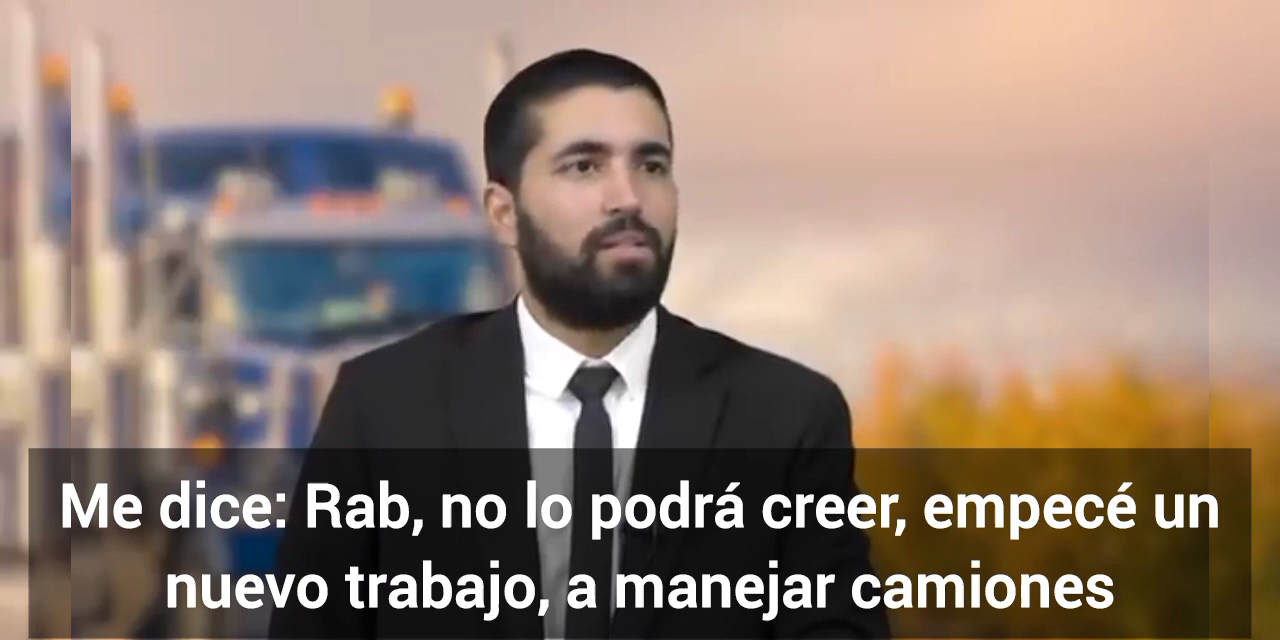 Me dice: Rab, no lo podrá creer, empecé un
nuevo trabajo, a manejar camiones